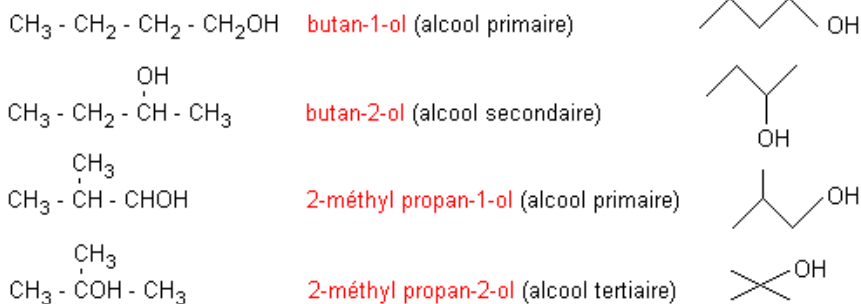 CH₃ - CH₂ - CH₂ - CH₂OH butan-1-ol (alcool primaire) OH
OH
CH₃ - CH₂ - CH - CH₃ butan-2-ol (alcool secondaire)
OH
CH₃
CH₃ - CH - CHOH 2-méthyl propan-1-ol (alcool primaire) OH
CH₃
CH₃ - COH - CH₃ 2-méthyl propan-2-ol (alcool tertiaire) OH